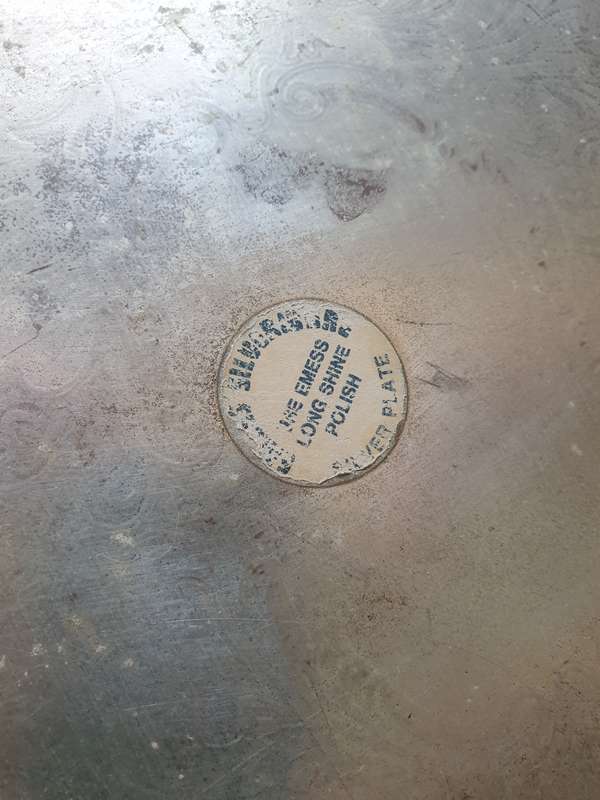 USE EMESS
LONG SHINE
POLISH
SILVER PLATE